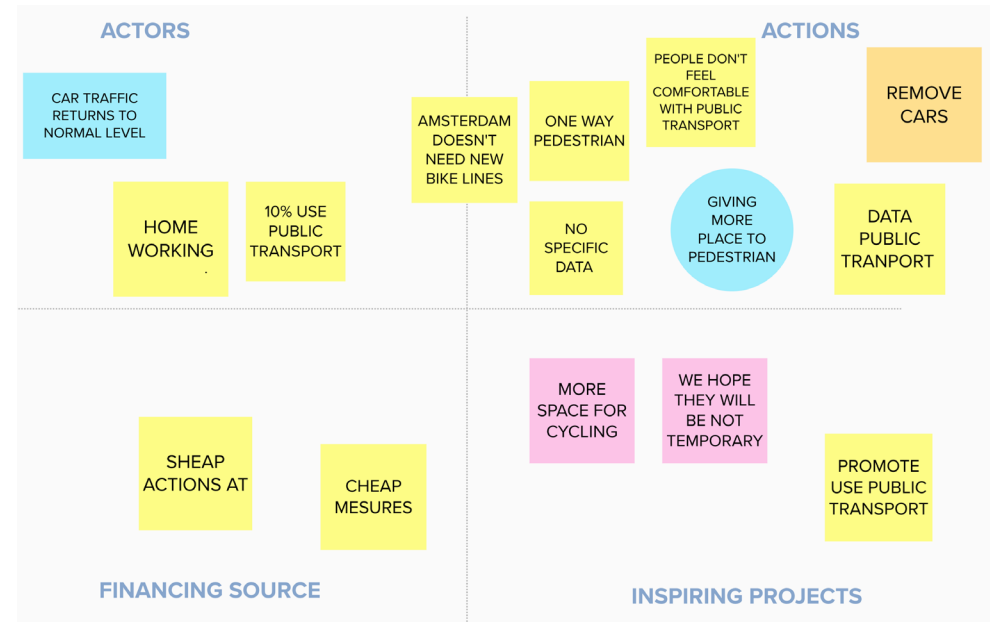 ACTORS
CAR TRAFFIC
RETURNS TO
NORMAL LEVEL
HOME
WORKING
.
10% USE
PUBLIC
TRANSPORT
AMSTERDAM
DOESN'T
NEED NEW
BIKE LINES
ACTIONS
ONE WAY
PEDESTRIAN
PEOPLE DON'T
FEEL
COMFORTABLE
WITH PUBLIC
TRANSPORT
REMOVE
CARS
NO
SPECIFIC
DATA
GIVING
MORE
PLACE TO
PEDESTRIAN
DATA
PUBLIC
TRANPORT
SHEAP
ACTIONS AT
CHEAP
MESURES
FINANCING SOURCE
MORE
SPACE FOR
CYCLING
WE HOPE
THEY WILL
BE NOT
TEMPORARY
PROMOTE
USE PUBLIC
TRANSPORT
INSPIRING PROJECTS